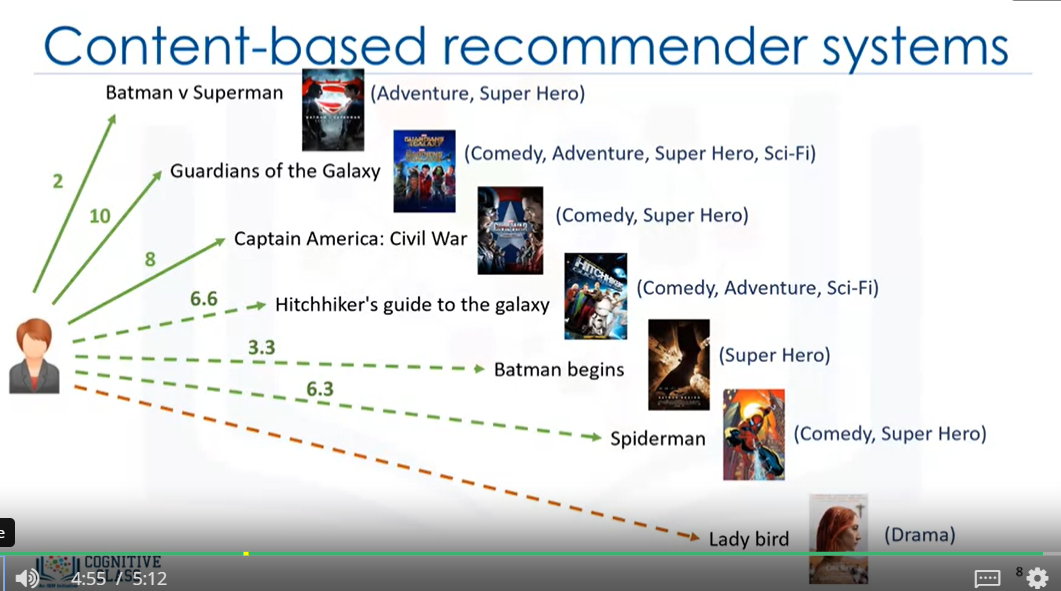 Content-based recommender systems
Batman v Superman (Adventure, Super Hero)
2
Guardians of the Galaxy (Comedy, Adventure, Super Hero, Sci-Fi)
10
Captain America: Civil War (Comedy, Super Hero)
8
Hitchhiker's guide to the galaxy (Comedy, Adventure, Sci-Fi)
6.6
Batman begins (Super Hero)
3.3
Spiderman (Comedy, Super Hero)
6.3
Lady bird (Drama)
e
COGNITIVE
4:55 / 5:12
8